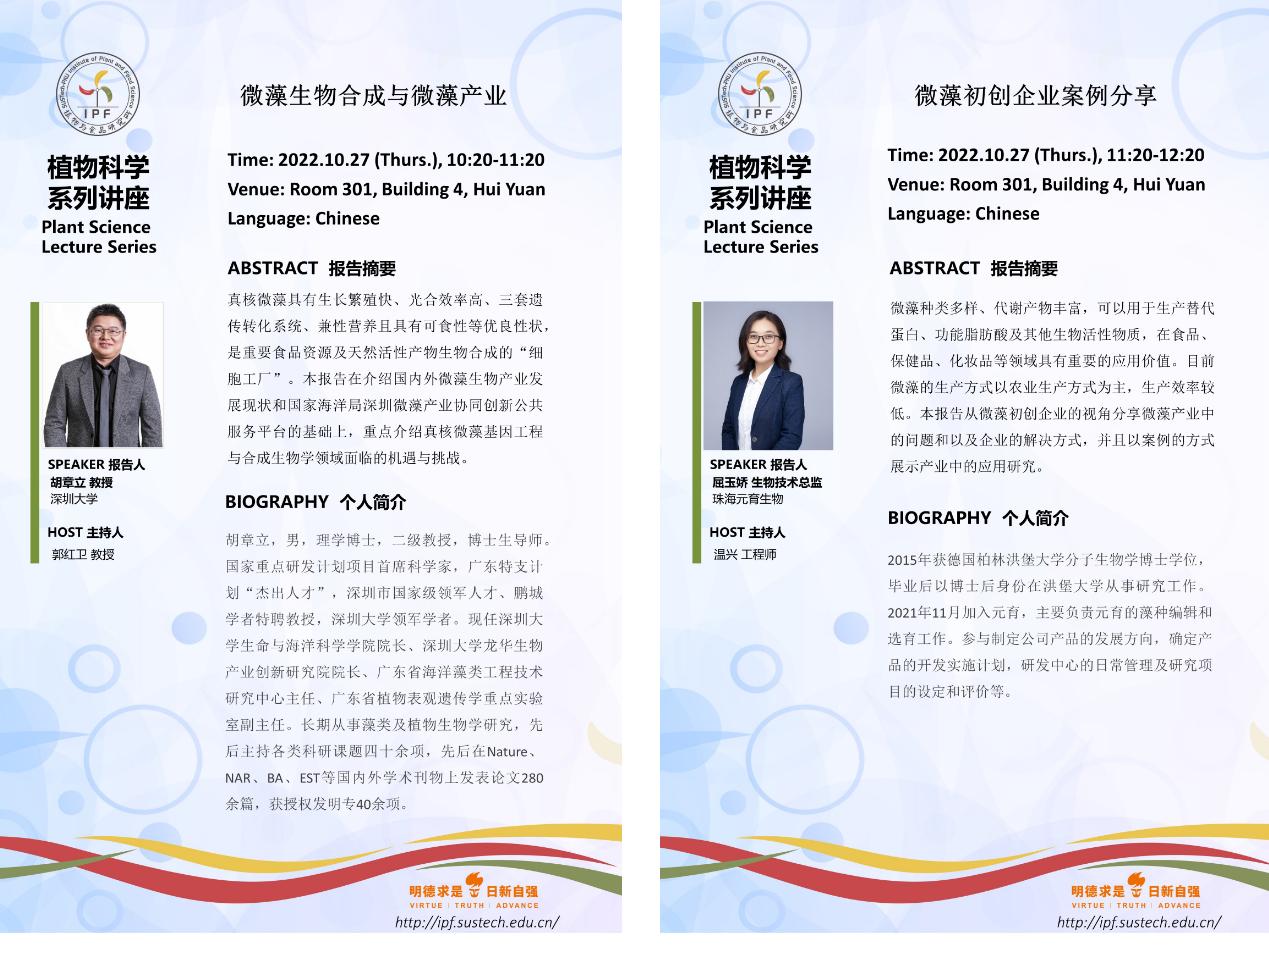 SUSTech-PKU Institute of Plant and Food Science
IPF
植物与食品研究所
植物科学
系列讲座
Plant Science
Lecture Series
SPEAKER 报告人
胡章立 教授
深圳大学
HOST 主持人
郭红卫 教授
微藻生物合成与微藻产业
Time: 2022.10.27 (Thurs.), 10:20-11:20
Venue: Room 301, Building 4, Hui Yuan
Language: Chinese
ABSTRACT 报告摘要
真核微藻具有生长繁殖快、光合效率高、三套遗
传转化系统、兼性营养且具有可食性等优良性状，
是重要食品资源及天然活性产物生物合成的“细
胞工厂”。本报告在介绍国内外微藻生物产业发
展现状和国家海洋局深圳微藻产业协同创新公共
服务平台的基础上，重点介绍真核微藻基因工程
与合成生物学领域面临的机遇与挑战。
BIOGRAPHY 个人简介
胡章立，男，理学博士，二级教授，博士生导师。
国家重点研发计划项目首席科学家，广东特支计
划“杰出人才”，深圳市国家级领军人才、鹏城
学者特聘教授，深圳大学领军学者。现任深圳大
学生命与海洋科学学院院长、深圳大学龙华生物
产业创新研究院院长、广东省海洋藻类工程技术
研究中心主任、广东省植物表观遗传学重点实验
室副主任。长期从事藻类及植物生物学研究，先
后主持各类科研课题四十余项，先后在Nature、
NAR、BA、EST等国内外学术刊物上发表论文280
余篇，获授权发明专40余项。
明德求是 日新自强
VIRTUE | TRUTH | ADVANCE
http://ipf.sustech.edu.cn/
SUSTech-PKU Institute of Plant and Food Science
IPF
植物与食品研究所
植物科学
系列讲座
Plant Science
Lecture Series
SPEAKER 报告人
屈玉娇 生物技术总监
珠海元育生物
HOST 主持人
温兴 工程师
微藻初创企业案例分享
Time: 2022.10.27 (Thurs.), 11:20-12:20
Venue: Room 301, Building 4, Hui Yuan
Language: Chinese
ABSTRACT 报告摘要
微藻种类多样、代谢产物丰富，可以用于生产替代
蛋白、功能脂肪酸及其他生物活性物质，在食品、
保健品、化妆品等领域具有重要的应用价值。目前
微藻的生产方式以农业生产方式为主，生产效率较
低。本报告从微藻初创企业的视角分享微藻产业中
的问题和以及企业的解决方式，并且以案例的方式
展示产业中的应用研究。
BIOGRAPHY 个人简介
2015年获德国柏林洪堡大学分子生物学博士学位，
毕业后以博士后身份在洪堡大学从事研究工作。
2021年11月加入元育，主要负责元育的藻种编辑和
选育工作。参与制定公司产品的发展方向，确定产
品的开发实施计划，研发中心的日常管理及研究项
目的设定和评价等。
明德求是 日新自强
VIRTUE | TRUTH | ADVANCE
http://ipf.sustech.edu.cn/